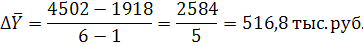 ΔȲ = (4502 − 1918)/(6 − 1) = 2584/5 = 516,8 тыс. руб.